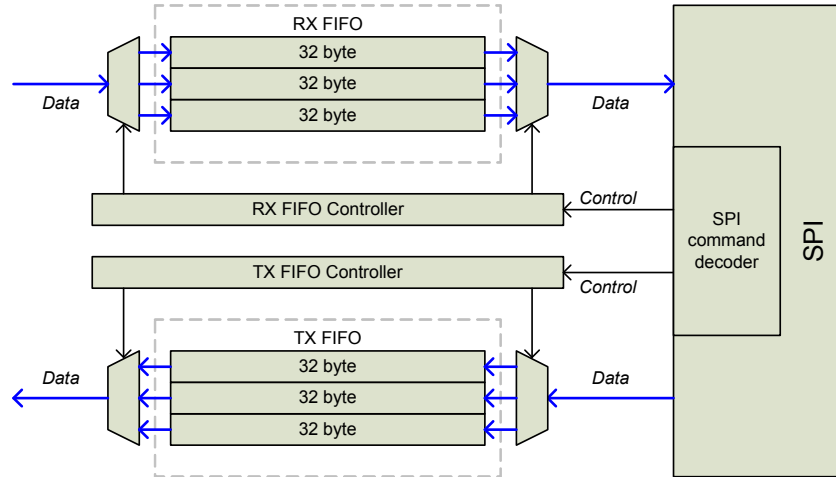 RX FIFO
32 byte
32 byte
32 byte
Data
Data
RX FIFO Controller
Control
SPI
command
decoder
SPI
TX FIFO Controller
Control
TX FIFO
32 byte
32 byte
32 byte
Data
Data